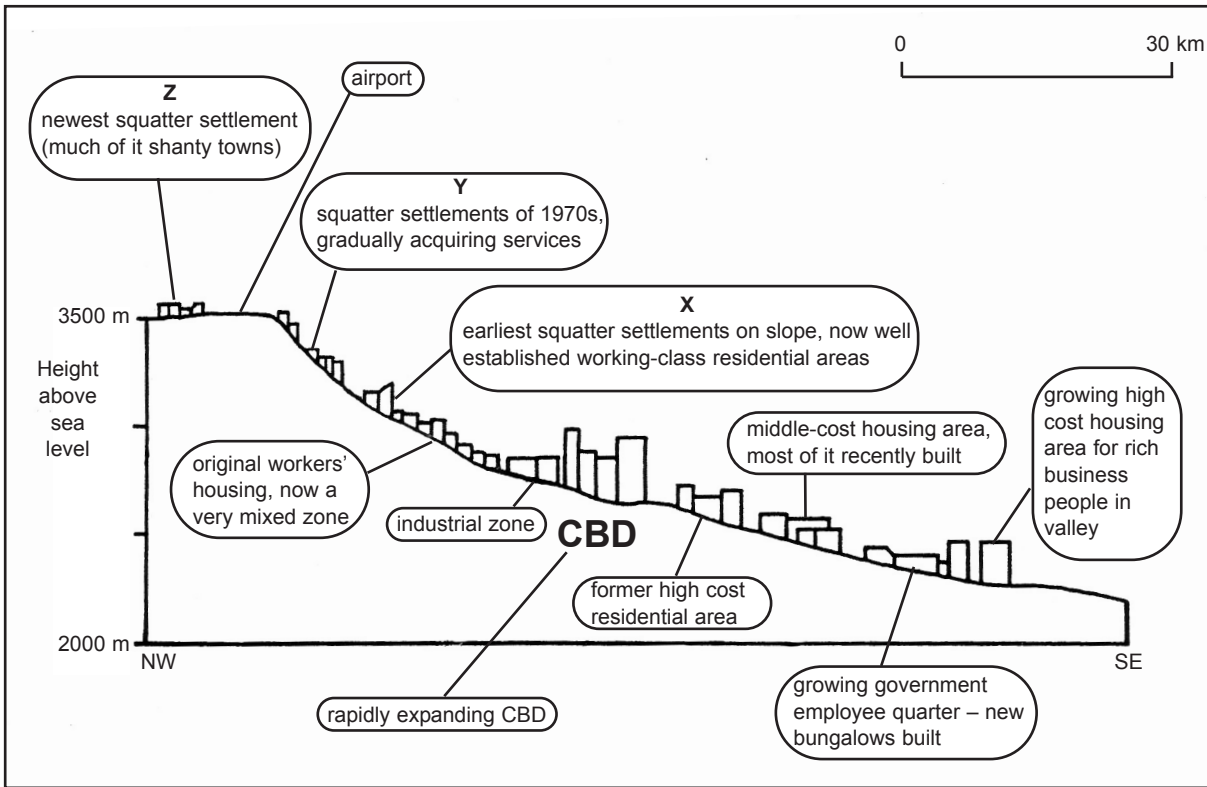 0
30 km
airport
Z
newest squatter settlement
(much of it shanty towns)
Y
squatter settlements of 1970s,
gradually acquiring services
X
earliest squatter settlements on slope, now well
established working-class residential areas
3500 m
Height
above
sea
level
growing high
cost housing
area for rich
business
people in
valley
middle-cost housing area,
most of it recently built
original workers’
housing, now a
very mixed zone
industrial zone
CBD
former high cost
residential area
2000 m
NW
SE
rapidly expanding CBD
growing government
employee quarter – new
bungalows built